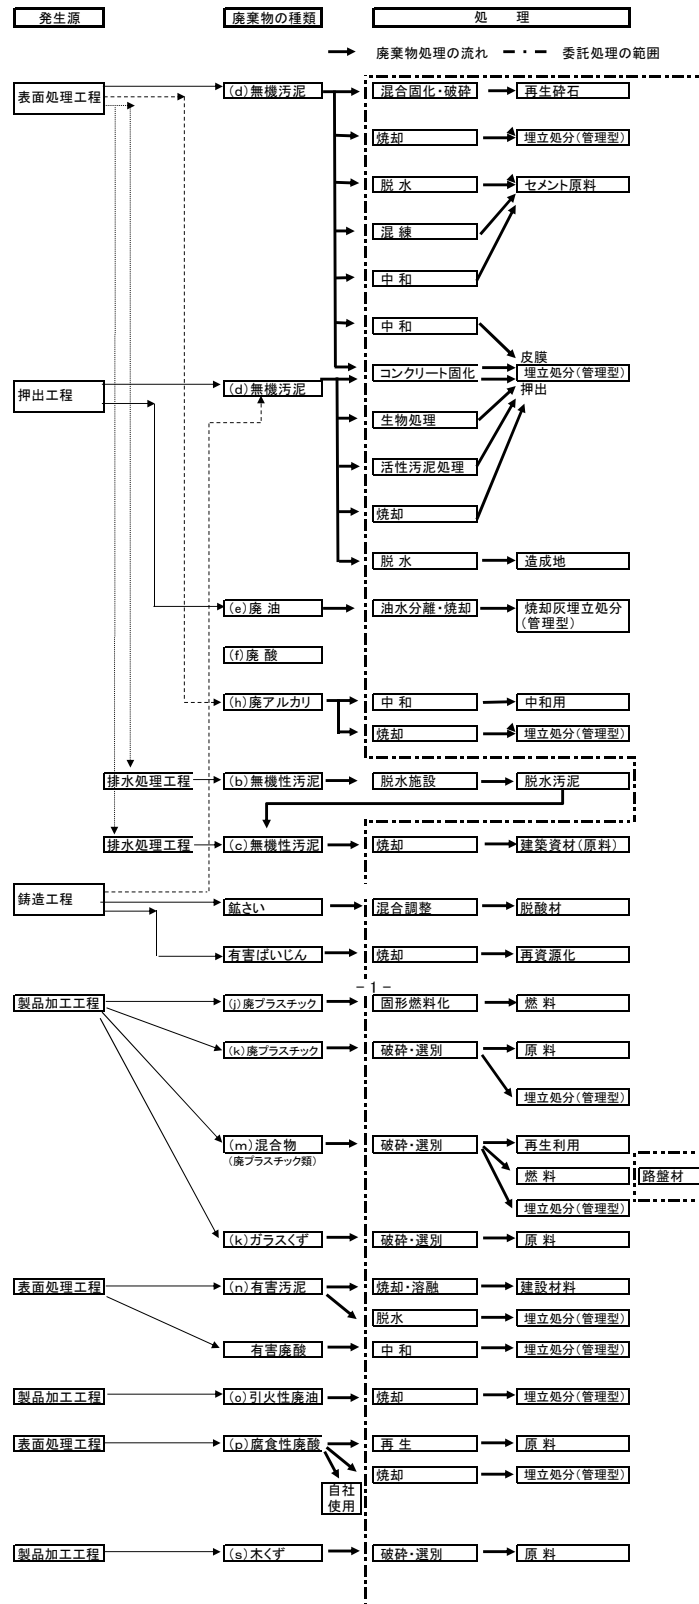 発生源 廃棄物の種類 処 理
廃棄物処理の流れ 委託処理の範囲
表面処理工程 (d)無機汚泥 混合固化・破砕 再生砕石
焼却 埋立処分(管理型)
脱 水 セメント原料
混 練
中 和
中 和
皮膜
コンクリート固化 埋立処分(管理型)
押出工程 (d)無機汚泥 押出
生物処理
活性汚泥処理
焼却
脱 水 造成地
(e)廃 油 油水分離・焼却 焼却灰埋立処分
(管理型)
(f)廃 酸
(h)廃アルカリ 中 和 中和用
焼却 埋立処分(管理型)
排水処理工程 (b)無機性汚泥 脱水施設 脱水汚泥
排水処理工程 (c)無機性汚泥 焼却 建築資材(原料)
鋳造工程
鉱さい 混合調整 脱酸材
有害ばいじん 焼却 再資源化
- 1 -
製品加工工程 (j)廃プラスチック 固形燃料化 燃 料
(k)廃プラスチック 破砕・選別 原 料
埋立処分(管理型)
(m)混合物 破砕・選別 再生利用
(廃プラスチック類)
燃 料 路盤材
埋立処分(管理型)
(k)ガラスくず 破砕・選別 原 料
表面処理工程 (n)有害汚泥 焼却・溶融 建設材料
脱水 埋立処分(管理型)
有害廃酸 中 和 埋立処分(管理型)
製品加工工程 (o)引火性廃油 焼却 埋立処分(管理型)
表面処理工程 (p)腐食性廃酸 再 生 原 料
焼却 埋立処分(管理型)
自社
使用
製品加工工程 (s)木くず 破砕・選別 原 料